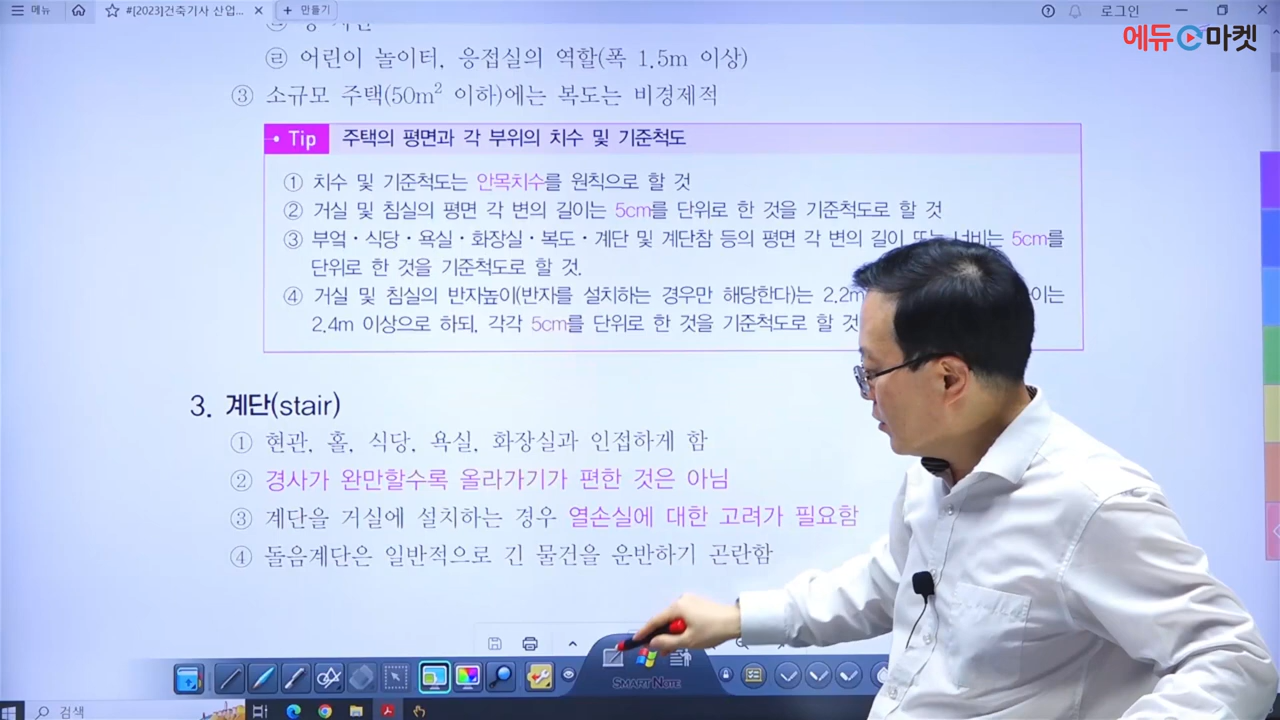 메뉴
#[2023]건축기사 산업...
만들기
로그인
에듀 마켓
㉣ 어린이 놀이터, 응접실의 역할(폭 1.5m 이상)
③ 소규모 주택(50m² 이하)에는 복도는 비경제적
• Tip 주택의 평면과 각 부위의 치수 및 기준척도
① 치수 및 기준척도는 안목치수를 원칙으로 할 것
② 거실 및 침실의 평면 각 변의 길이는 5cm를 단위로 한 것을 기준척도로 할 것
③ 부엌·식당·욕실·화장실·복도·계단 및 계단참 등의 평면 각 변의 길이 또는 너비는 5cm를
단위로 한 것을 기준척도로 할 것.
④ 거실 및 침실의 반자높이(반자를 설치하는 경우만 해당한다)는 2.2m 이는
2.4m 이상으로 하되, 각각 5cm를 단위로 한 것을 기준척도로 할 것
3. 계단(stair)
① 현관, 홀, 식당, 욕실, 화장실과 인접하게 함
② 경사가 완만할수록 올라가기가 편한 것은 아님
③ 계단을 거실에 설치하는 경우 열손실에 대한 고려가 필요함
④ 돌음계단은 일반적으로 긴 물건을 운반하기 곤란함
SMART NOTE
검색